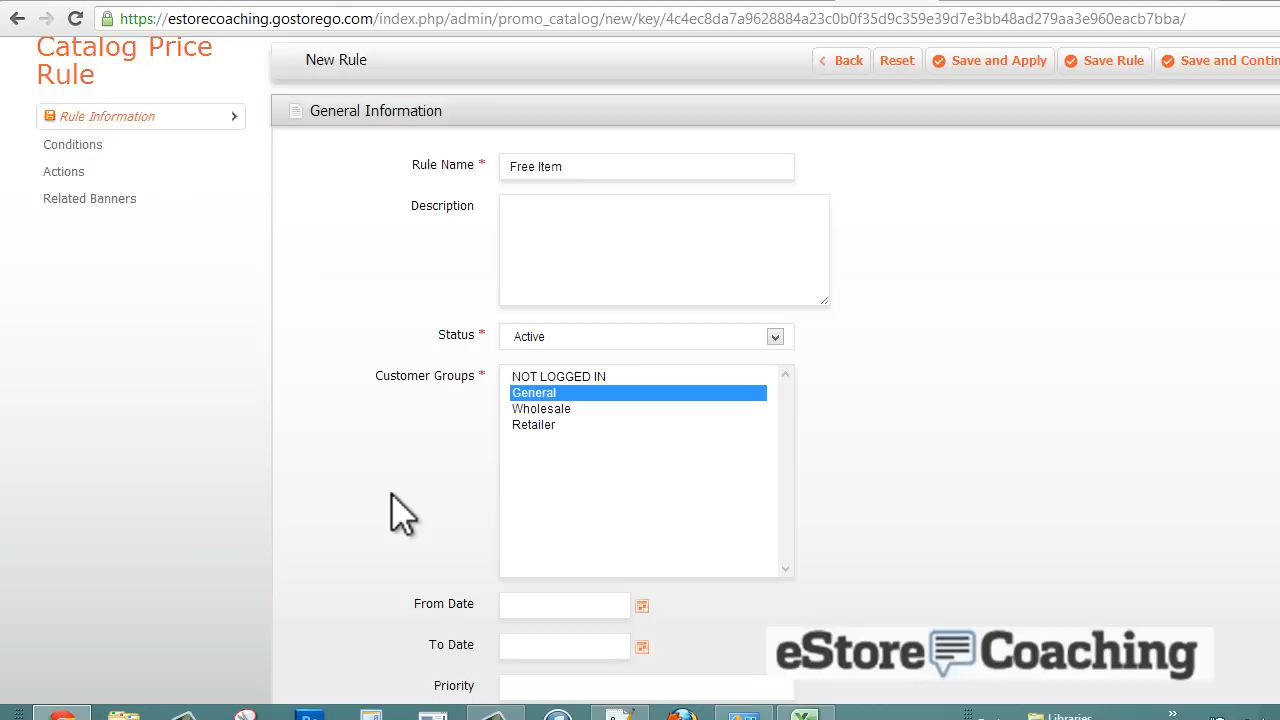 https://estorecoaching.gostorego.com/index.php/admin/promo_catalog/new/key/
Catalog Price
Rule
New Rule
Back
Reset
Save and Apply
Save Rule
Save and Contin
Rule Information
Conditions
Actions
Related Banners
General Information
Rule Name *
Free Item
Description
Status *
Active
Customer Groups *
NOT LOGGED IN
General
Wholesale
Retailer
From Date
To Date
Priority
eStore Coaching
Libraries